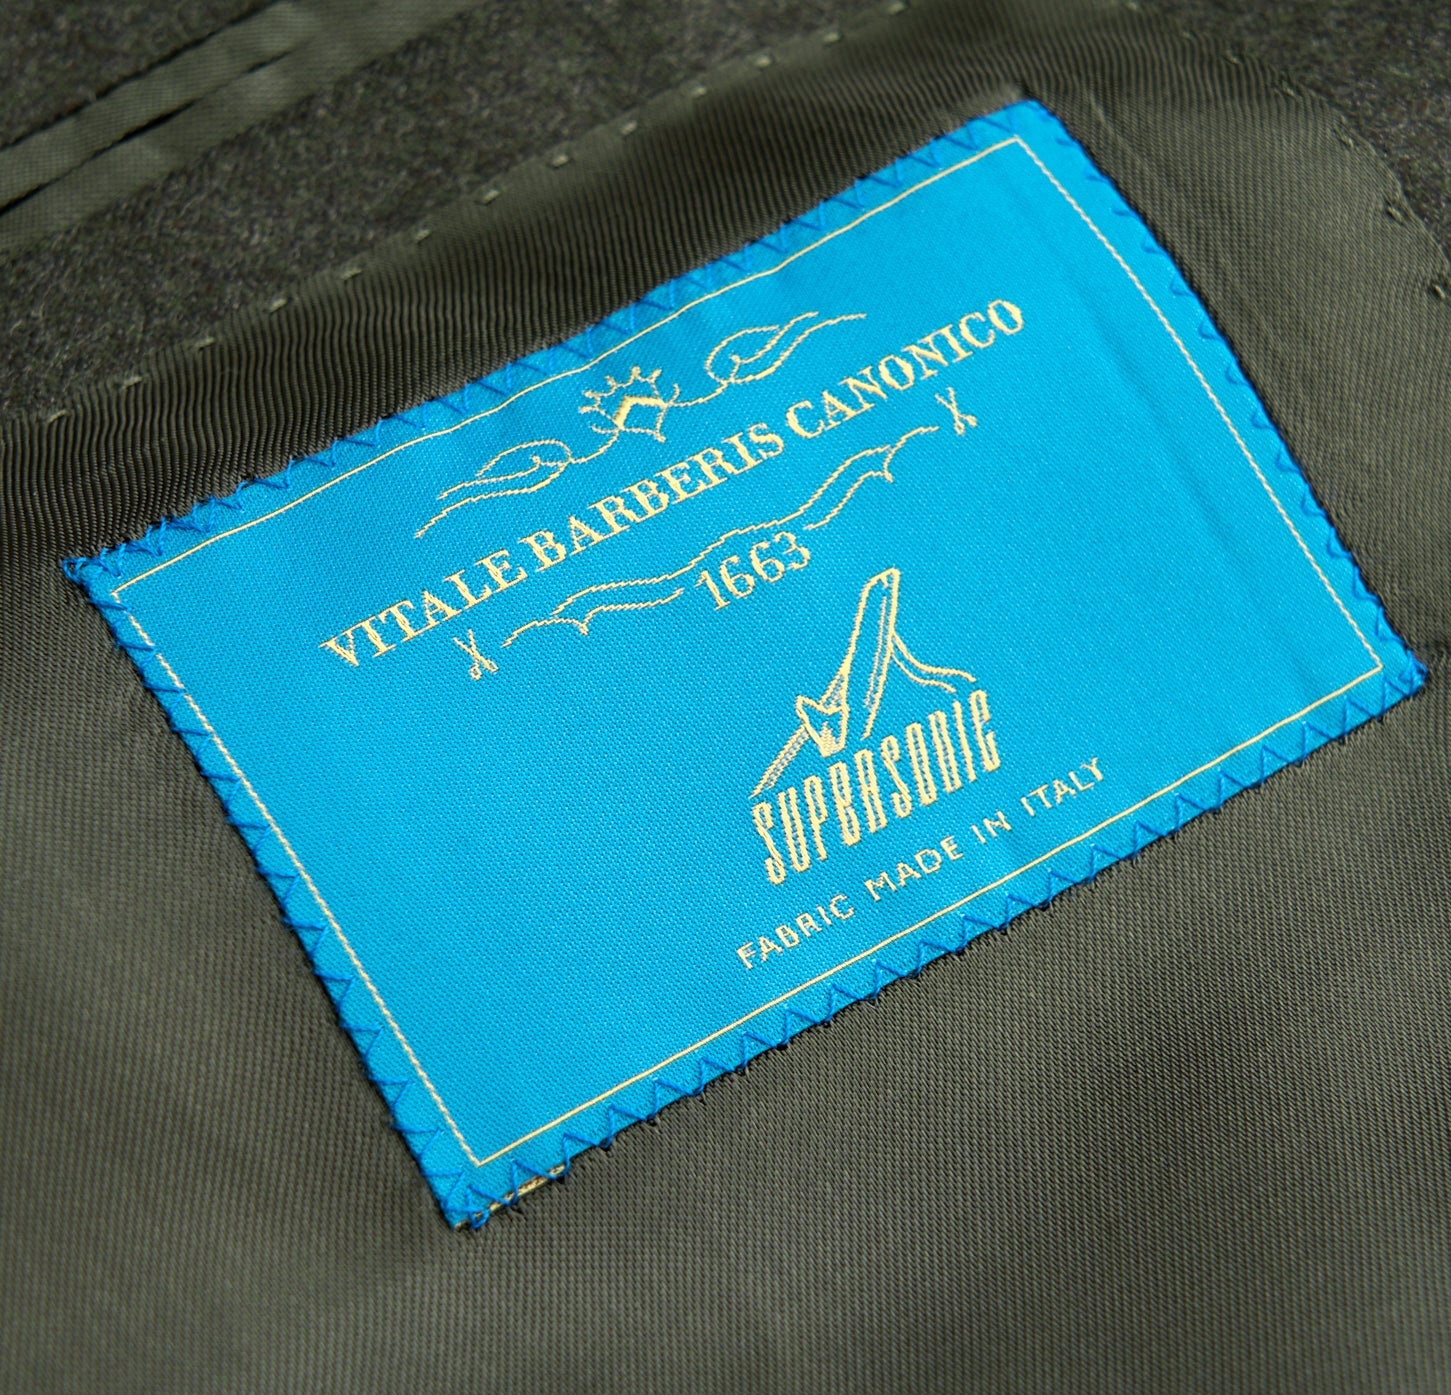 VITALE BARBERIS CANONICO
1663
SUPERSONIC
FABRIC MADE IN ITALY